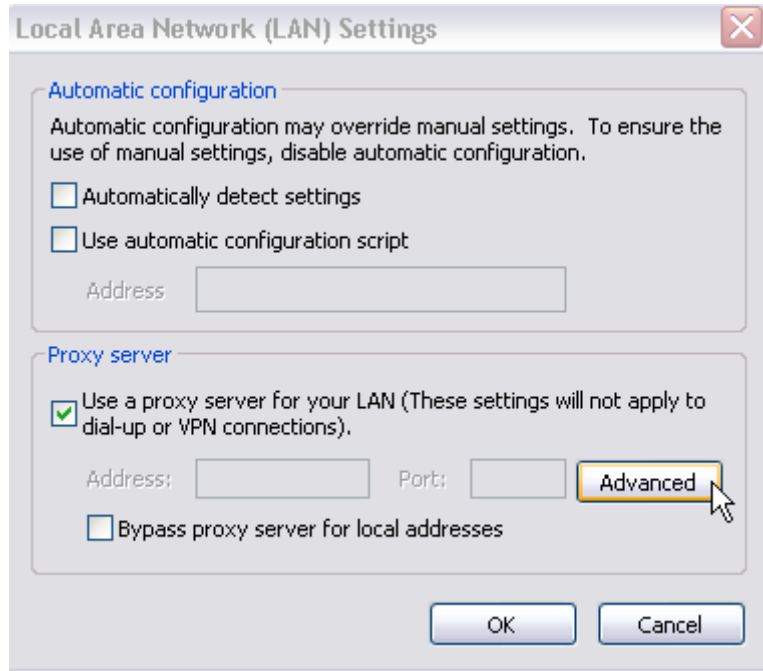 Local Area Network (LAN) Settings
Automatic configuration
Automatic configuration may override manual settings.  To ensure the
use of manual settings, disable automatic configuration.
Automatically detect settings
Use automatic configuration script
Address
Proxy server
Use a proxy server for your LAN (These settings will not apply to
dial-up or VPN connections).
Address:
Port:
Advanced
Bypass proxy server for local addresses
OK
Cancel